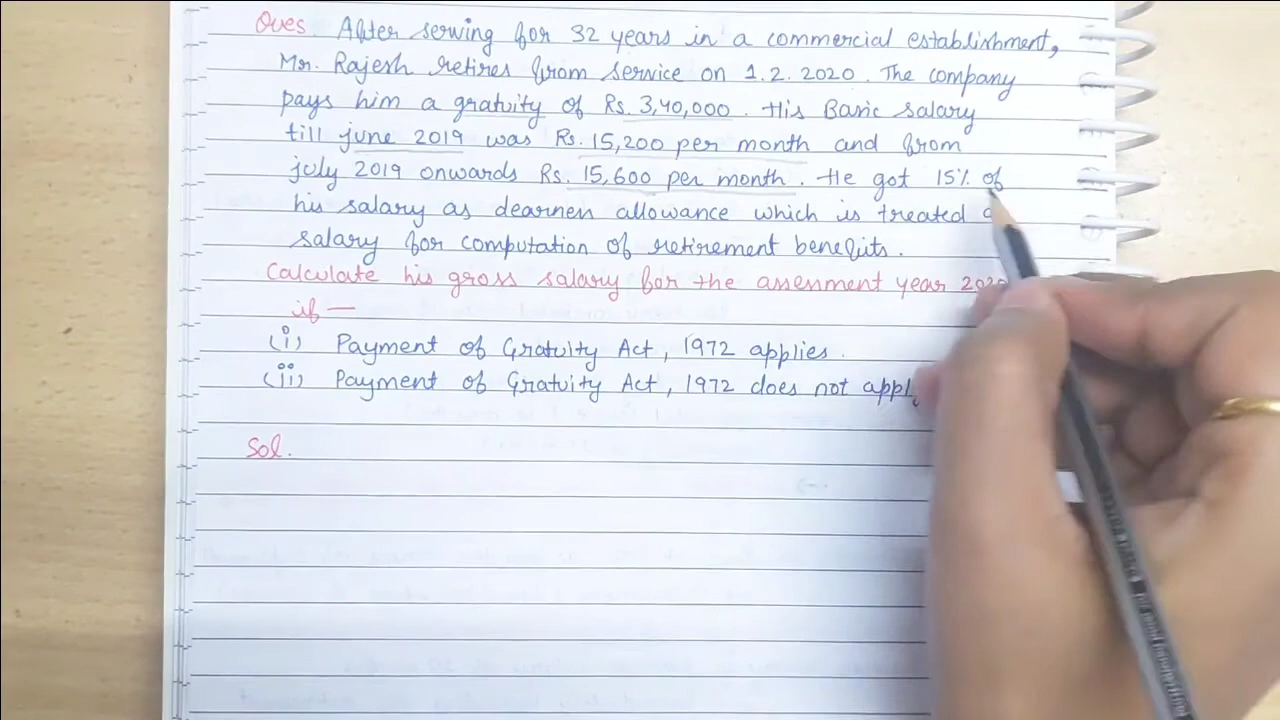 Ques. After serving for 32 years in a commercial establishment,
Mr. Rajesh retires from service on 1.2.2020. The company
pays him a gratuity of Rs. 3,40,000. His Basic salary
till june 2019 was Rs. 15,200 per month and from
july 2019 onwards Rs. 15,600 per month. He got 15% of
his salary as dearness allowance which is treated
salary for computation of retirement benefits.
Calculate his gross salary for the assessment year
if —
(i) Payment of Gratuity Act, 1972 applies.
(ii) Payment of Gratuity Act, 1972 does not
Sol.